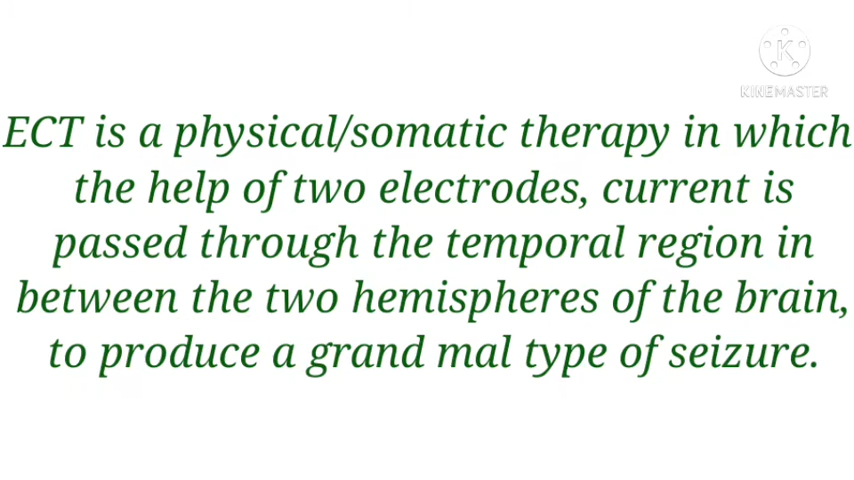 KINEMASTER
ECT is a physical/somatic therapy in which
the help of two electrodes, current is
passed through the temporal region in
between the two hemispheres of the brain,
to produce a grand mal type of seizure.